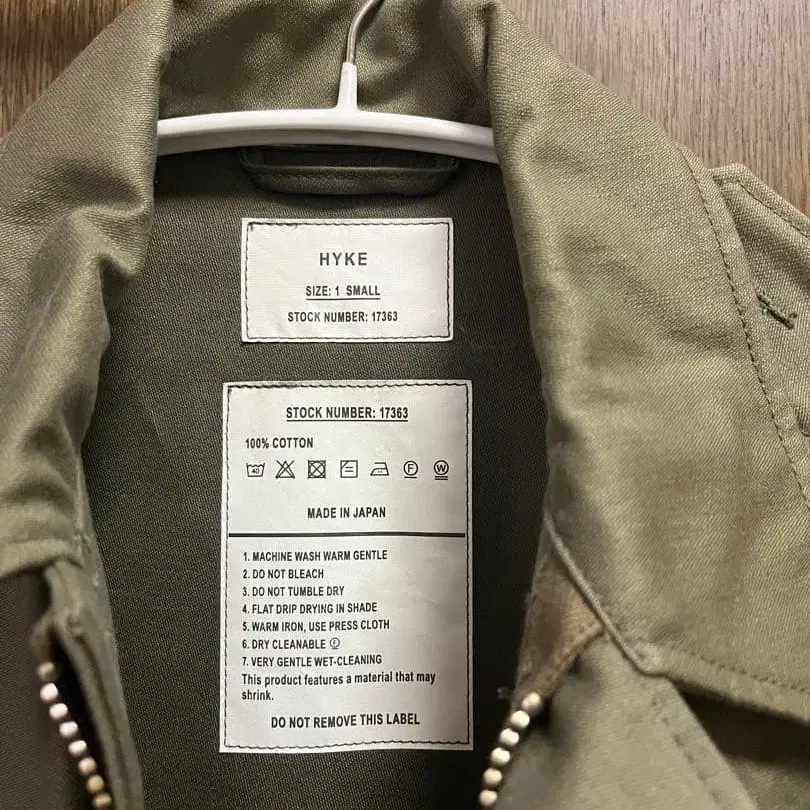 HYKE
SIZE: 1 SMALL
STOCK NUMBER: 17363
STOCK NUMBER: 17363
100% COTTON
40 F W
MADE IN JAPAN
1. MACHINE WASH WARM GENTLE
2. DO NOT BLEACH
3. DO NOT TUMBLE DRY
4. FLAT DRIP DRYING IN SHADE
5. WARM IRON, USE PRESS CLOTH
6. DRY CLEANABLE Ⓕ
7. VERY GENTLE WET-CLEANING
This product features a material that may
shrink.
DO NOT REMOVE THIS LABEL